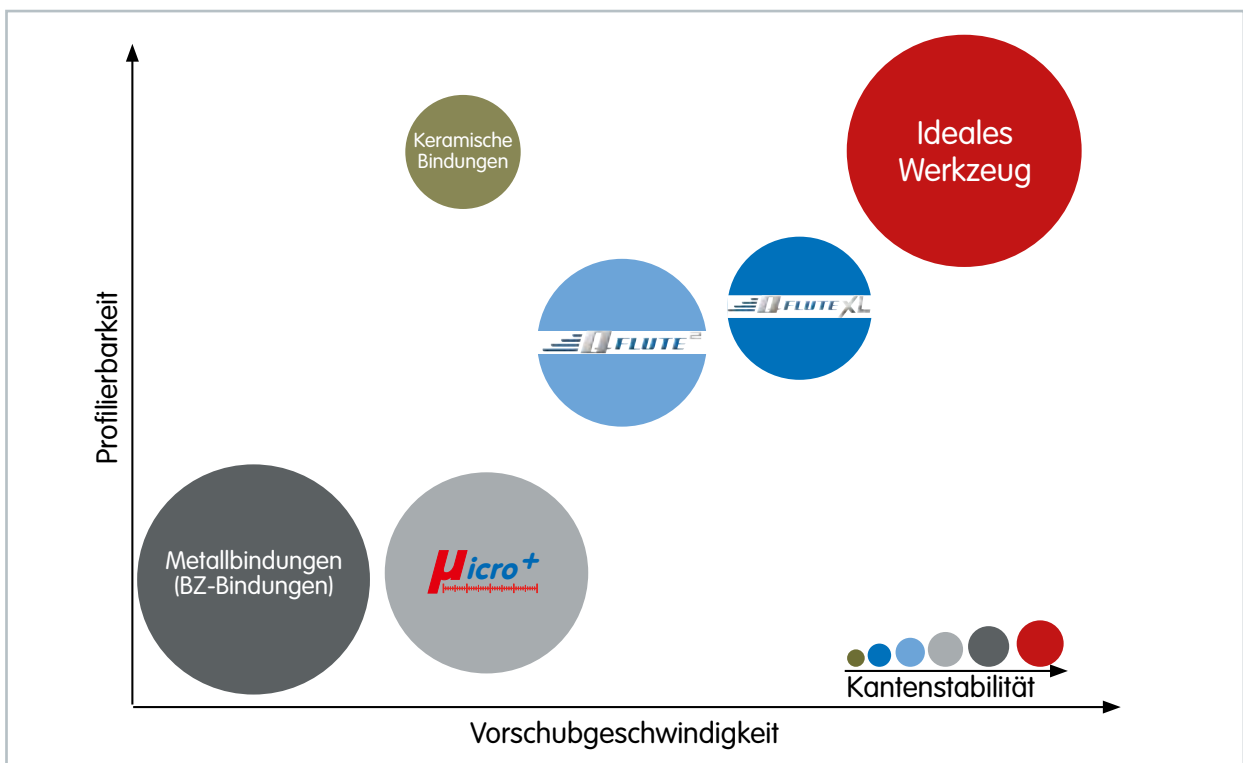 Keramische
Bindungen
Ideales
Werkzeug
Q FLUTE XL
Q FLUTE²
Profilierbarkeit
Metallbindungen
(BZ-Bindungen)
µicro+
Kantenstabilität
Vorschubgeschwindigkeit